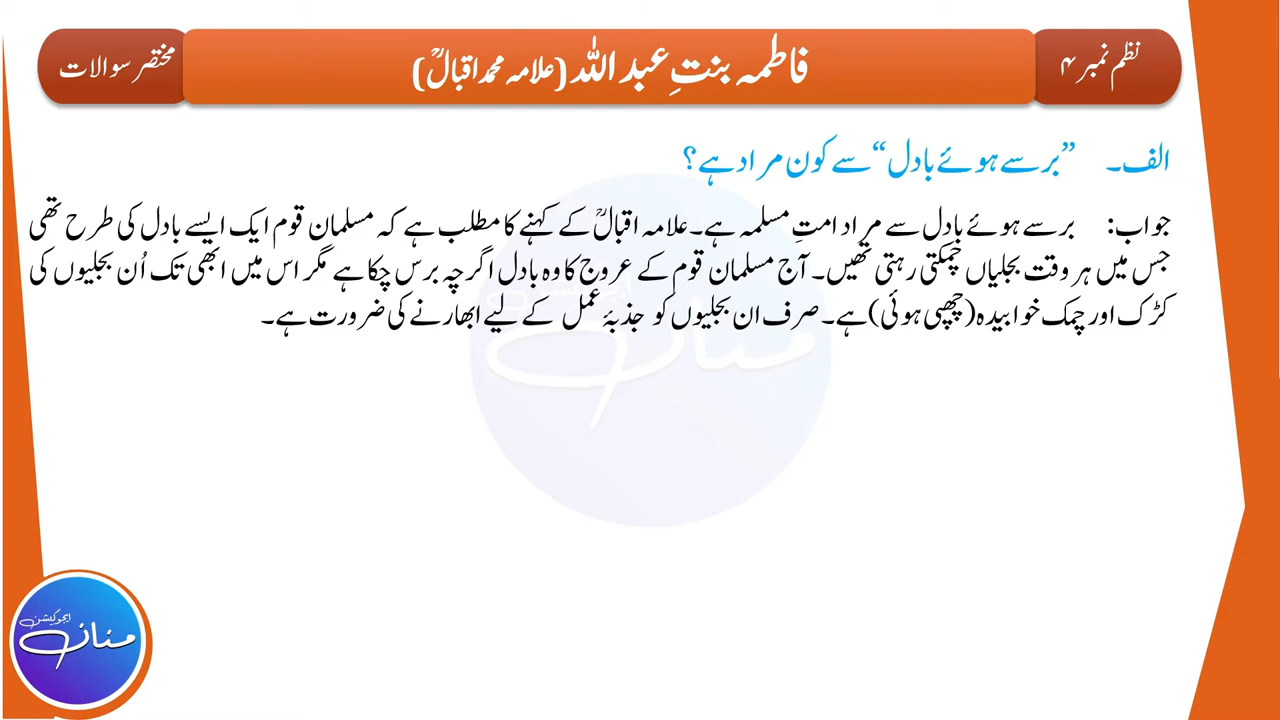 نظم نمبر ۴
فاطمہ بنتِ عبداللہ (علامہ محمد اقبالؒ)
مختصر سوالات
الف۔ ”برسے ہوئے بادل“ سے کون مراد ہے؟
جواب: برسے ہوئے بادل سے مراد امتِ مسلمہ ہے۔ علامہ اقبالؒ کے کہنے کا مطلب ہے کہ مسلمان قوم ایک ایسے بادل کی طرح تھی
جس میں ہر وقت بجلیاں چمکتی رہتی تھیں۔ آج مسلمان قوم کے عروج کا وہ بادل اگرچہ برس چکا ہے مگر اس میں ابھی تک اُن بجلیوں کی
کڑک اور چمک خوابیدہ (چھپی ہوئی) ہے۔ صرف ان بجلیوں کو جذبۂ عمل کے لیے ابھارنے کی ضرورت ہے۔
ایجوکیشن
منان